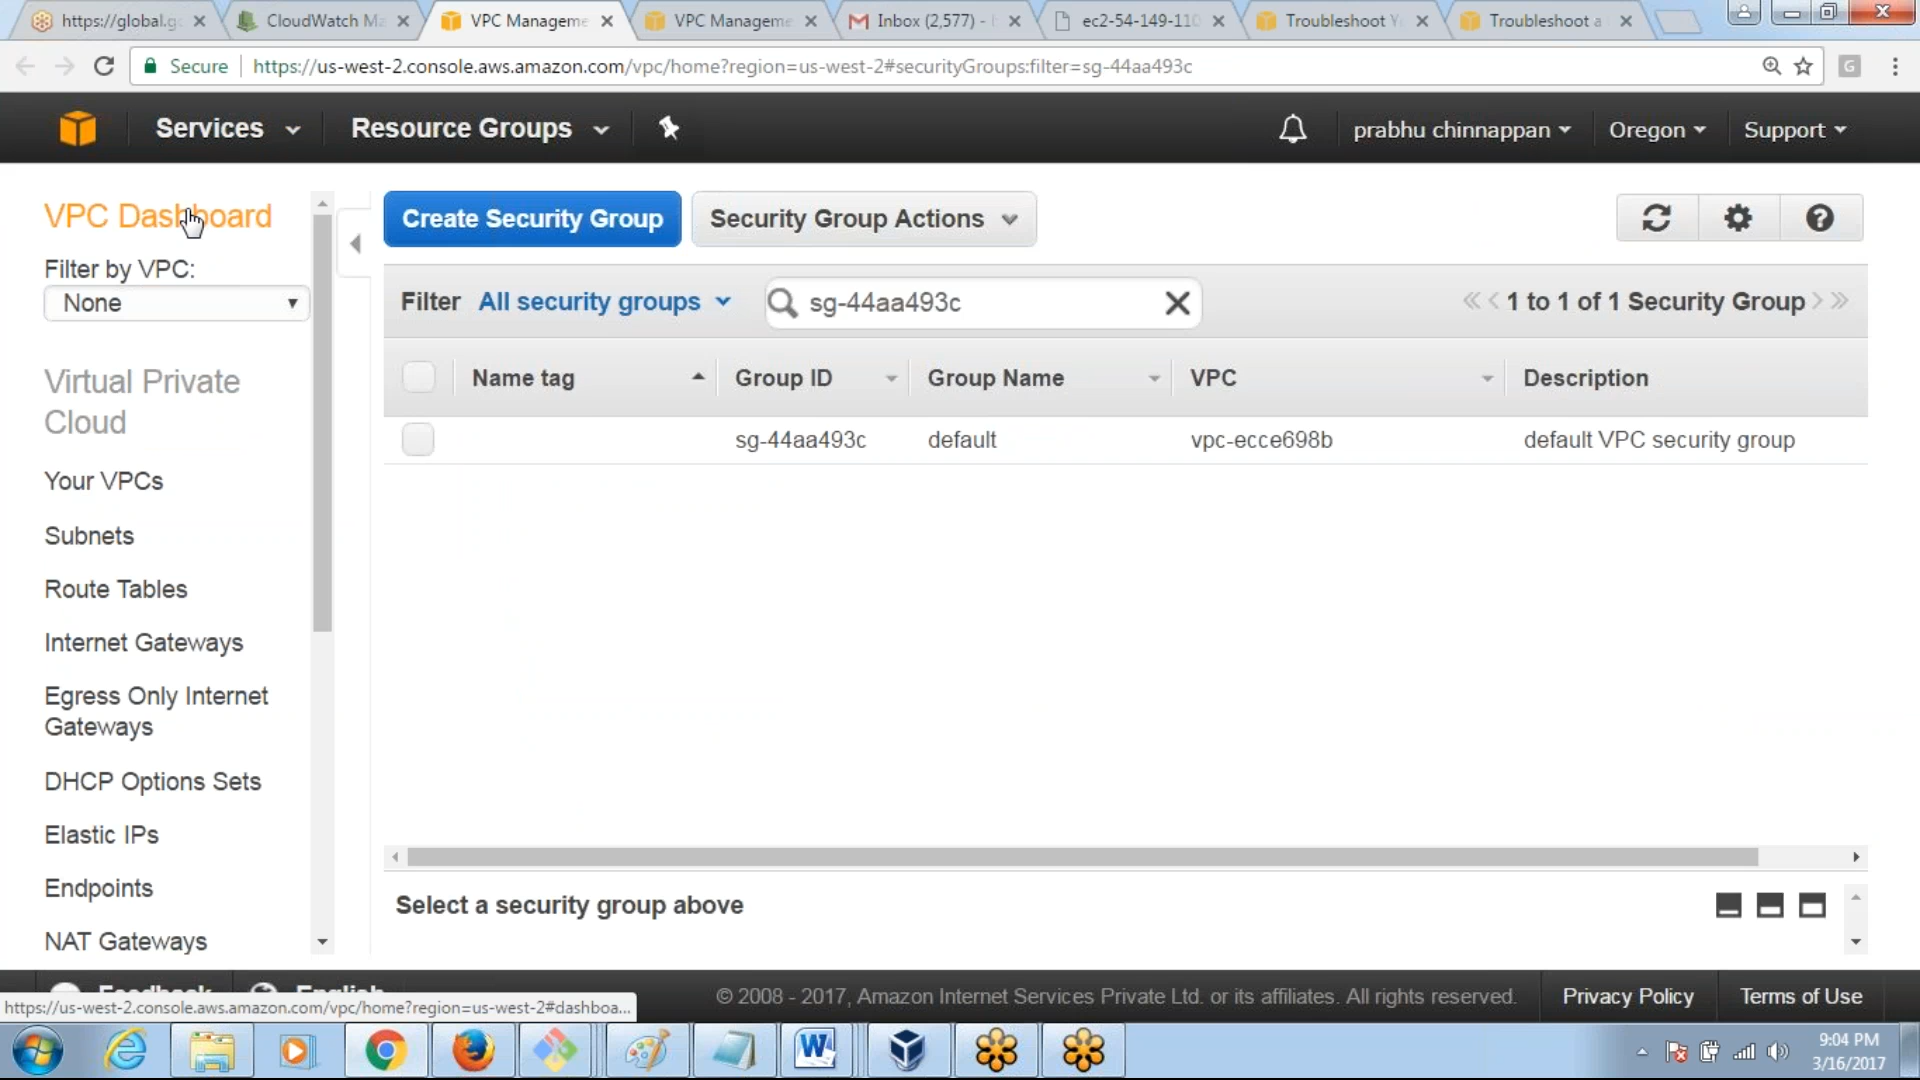 https://global.g
CloudWatch Ma
VPC Manageme
VPC Manageme
Inbox (2,577) -
ec2-54-149-110
Troubleshoot Y
Troubleshoot a
Secure
https://us-west-2.console.aws.amazon.com/vpc/home?region=us-west-2#securityGroups:filter=sg-44aa493c
G
Services
Resource Groups
prabhu chinnappan
Oregon
Support
VPC Dashboard
Filter by VPC:
None
Virtual Private
Cloud
Your VPCs
Subnets
Route Tables
Internet Gateways
Egress Only Internet
Gateways
DHCP Options Sets
Elastic IPs
Endpoints
NAT Gateways
Create Security Group
Security Group Actions
Filter All security groups
sg-44aa493c
1 to 1 of 1 Security Group
Name tag
Group ID
Group Name
VPC
Description
sg-44aa493c
default
vpc-ecce698b
default VPC security group
Select a security group above
Feedback
English
https://us-west-2.console.aws.amazon.com/vpc/home?region=us-west-2#dashboa...
© 2008 - 2017, Amazon Internet Services Private Ltd. or its affiliates. All rights reserved.
Privacy Policy
Terms of Use
9:04 PM
3/16/2017